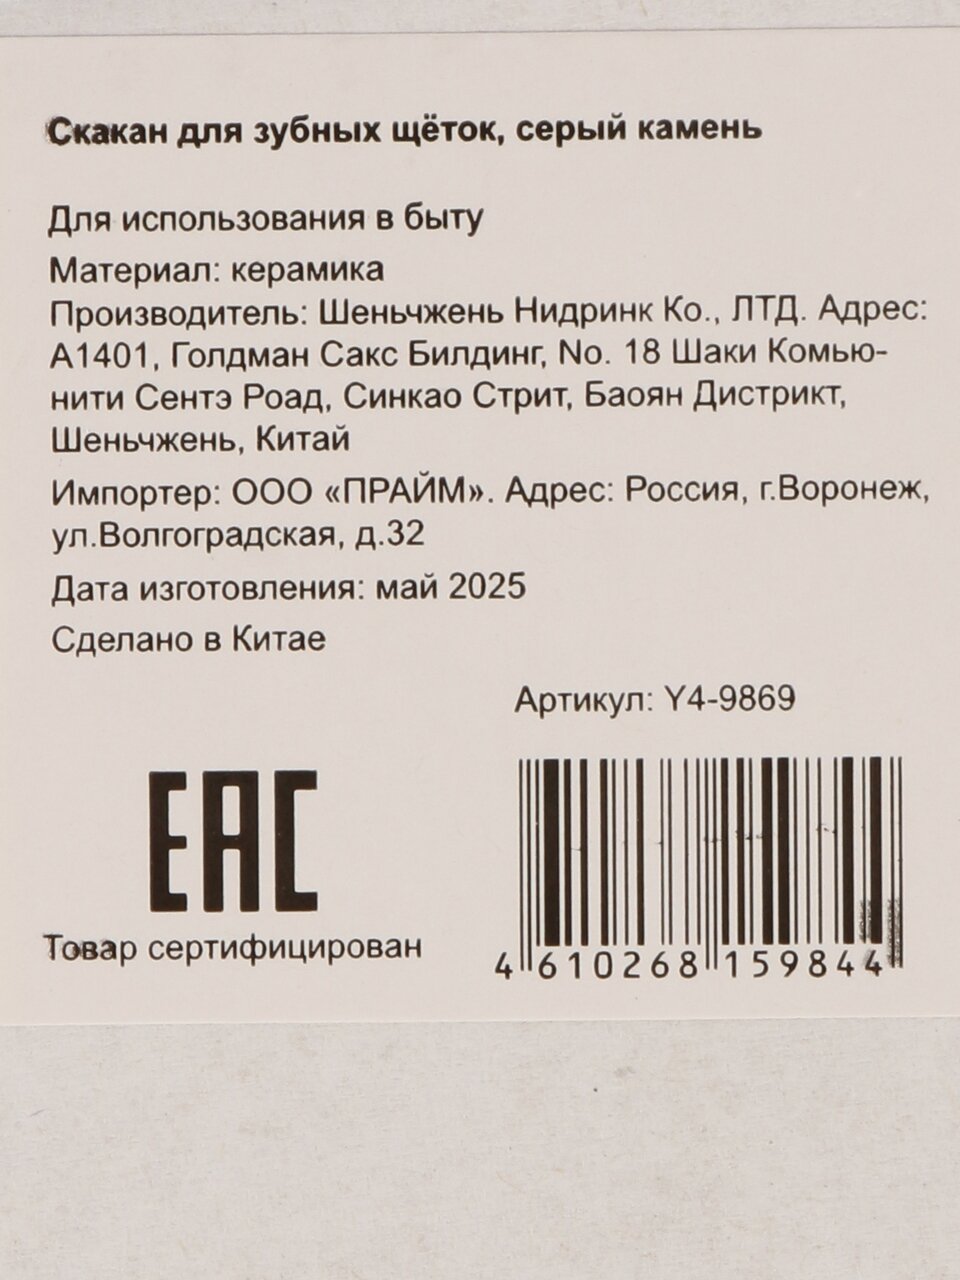 Скакан для зубных щёток, серый камень
Для использования в быту
Материал: керамика
Производитель: Шеньчжень Нидринк Ко., ЛТД. Адрес:
А1401, Голдман Сакс Билдинг, No. 18 Шаки Комью-
нити Сентэ Роад, Синкао Стрит, Баоян Дистрикт,
Шеньчжень, Китай
Импортер: ООО «ПРАЙМ». Адрес: Россия, г.Воронеж,
ул.Волгоградская, д.32
Дата изготовления: май 2025
Сделано в Китае
Артикул: Y4-9869
EAC
Товар сертифицирован
4 610268 159844